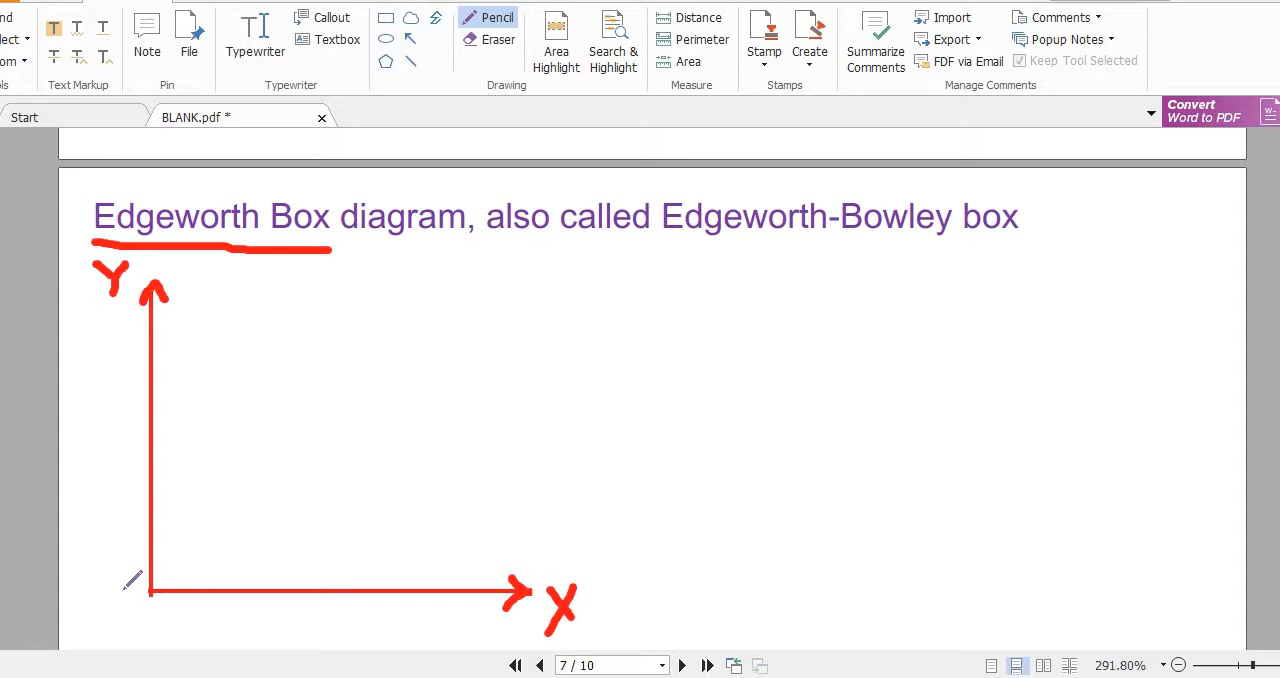 nd
lect
om
ols
Text Markup
Note
File
Pin
Typewriter
Callout
Textbox
Typewriter
Pencil
Eraser
Drawing
Area
Highlight
Search &
Highlight
Distance
Perimeter
Area
Measure
Stamp
Create
Stamps
Summarize
Comments
Import
Export
FDF via Email
Comments
Popup Notes
Keep Tool Selected
Manage Comments
Start
BLANK.pdf *
Convert
Word to PDF
Edgeworth Box diagram, also called Edgeworth-Bowley box
Y
X
7 / 10
291.80%